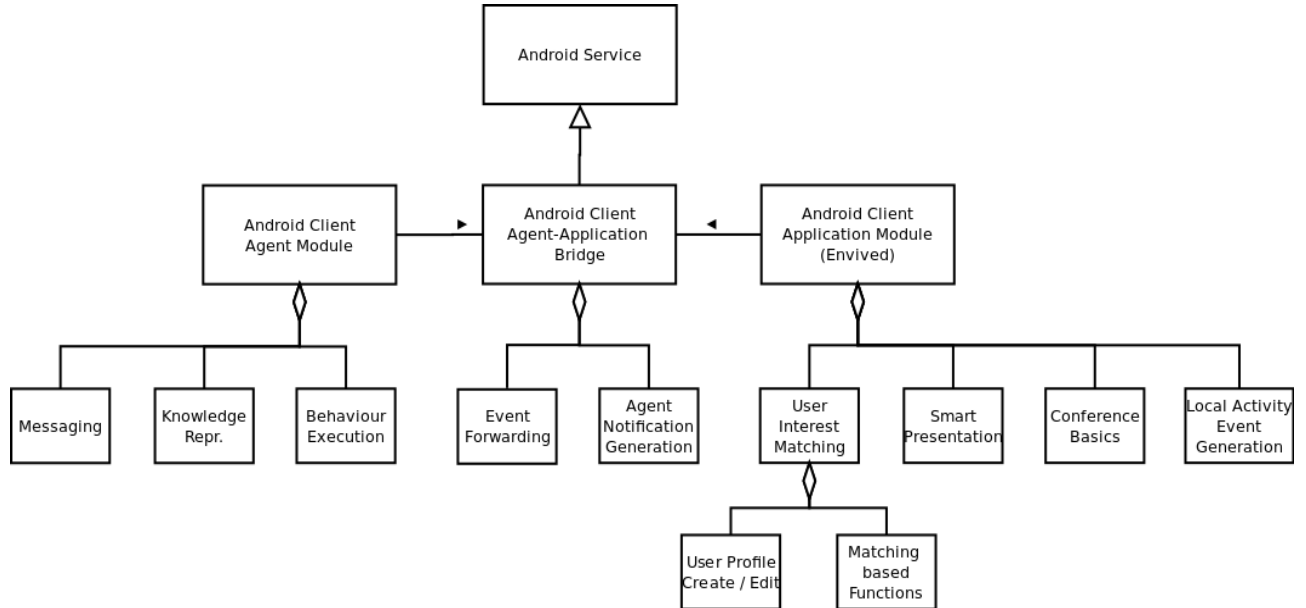 Android Service
Android Client
Agent Module
Android Client
Agent-Application
Bridge
Android Client
Application Module
(Envived)
Messaging
Knowledge
Repr.
Behaviour
Execution
Event
Forwarding
Agent
Notification
Generation
User
Interest
Matching
Smart
Presentation
Conference
Basics
Local Activity
Event
Generation
User Profile
Create / Edit
Matching
based
Functions